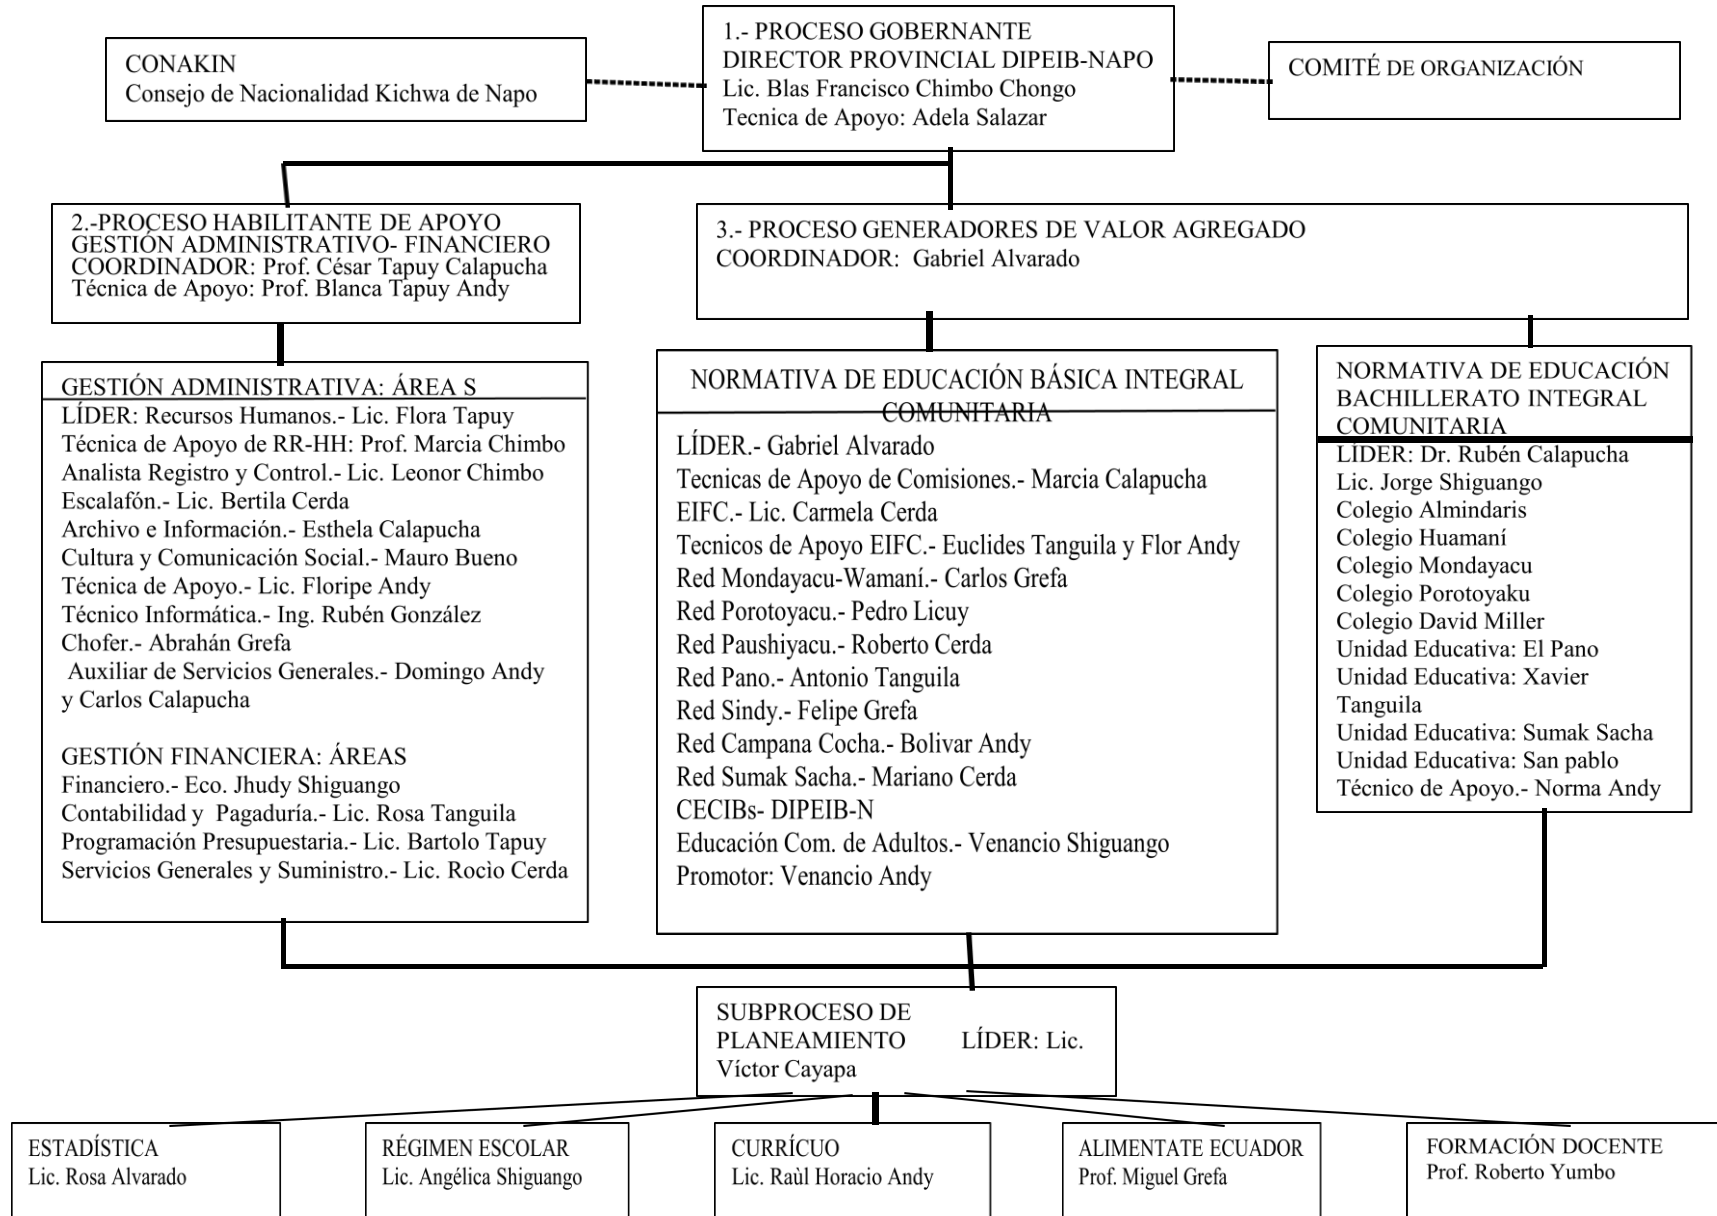 CONAKIN
Consejo de Nacionalidad Kichwa de Napo
1.- PROCESO GOBERNANTE
DIRECTOR PROVINCIAL DIPEIB-NAPO
Lic. Blas Francisco Chimbo Chongo
Tecnica de Apoyo: Adela Salazar
COMITÉ DE ORGANIZACIÓN
2.-PROCESO HABILITANTE DE APOYO
GESTIÓN ADMINISTRATIVO- FINANCIERO
COORDINADOR: Prof. César Tapuy Calapucha
Técnica de Apoyo: Prof. Blanca Tapuy Andy
3.- PROCESO GENERADORES DE VALOR AGREGADO
COORDINADOR: Gabriel Alvarado
GESTIÓN ADMINISTRATIVA: ÁREA S
LÍDER: Recursos Humanos.- Lic. Flora Tapuy
Técnica de Apoyo de RR-HH: Prof. Marcia Chimbo
Analista Registro y Control.- Lic. Leonor Chimbo
Escalafón.- Lic. Bertila Cerda
Archivo e Información.- Esthela Calapucha
Cultura y Comunicación Social.- Mauro Bueno
Técnica de Apoyo.- Lic. Floripe Andy
Técnico Informática.- Ing. Rubén González
Chofer.- Abrahán Grefa
Auxiliar de Servicios Generales.- Domingo Andy
y Carlos Calapucha
GESTIÓN FINANCIERA: ÁREAS
Financiero.- Eco. Jhudy Shiguango
Contabilidad y Pagaduría.- Lic. Rosa Tanguila
Programación Presupuestaria.- Lic. Bartolo Tapuy
Servicios Generales y Suministro.- Lic. Rocìo Cerda
NORMATIVA DE EDUCACIÓN BÁSICA INTEGRAL
COMUNITARIA
LÍDER.- Gabriel Alvarado
Tecnicas de Apoyo de Comisiones.- Marcia Calapucha
EIFC.- Lic. Carmela Cerda
Tecnicos de Apoyo EIFC.- Euclides Tanguila y Flor Andy
Red Mondayacu-Wamaní.- Carlos Grefa
Red Porotoyacu.- Pedro Licuy
Red Paushiyacu.- Roberto Cerda
Red Pano.- Antonio Tanguila
Red Sindy.- Felipe Grefa
Red Campana Cocha.- Bolivar Andy
Red Sumak Sacha.- Mariano Cerda
CECIBs- DIPEIB-N
Educación Com. de Adultos.- Venancio Shiguango
Promotor: Venancio Andy
NORMATIVA DE EDUCACIÓN
BACHILLERATO INTEGRAL
COMUNITARIA
LÍDER: Dr. Rubén Calapucha
Lic. Jorge Shiguango
Colegio Almindaris
Colegio Huamaní
Colegio Mondayacu
Colegio Porotoyaku
Colegio David Miller
Unidad Educativa: El Pano
Unidad Educativa: Xavier
Tanguila
Unidad Educativa: Sumak Sacha
Unidad Educativa: San pablo
Técnico de Apoyo.- Norma Andy
SUBPROCESO DE
PLANEAMIENTO LÍDER: Lic.
Víctor Cayapa
ESTADÍSTICA
Lic. Rosa Alvarado
RÉGIMEN ESCOLAR
Lic. Angélica Shiguango
CURRÍCUO
Lic. Raùl Horacio Andy
ALIMENTATE ECUADOR
Prof. Miguel Grefa
FORMACIÓN DOCENTE
Prof. Roberto Yumbo